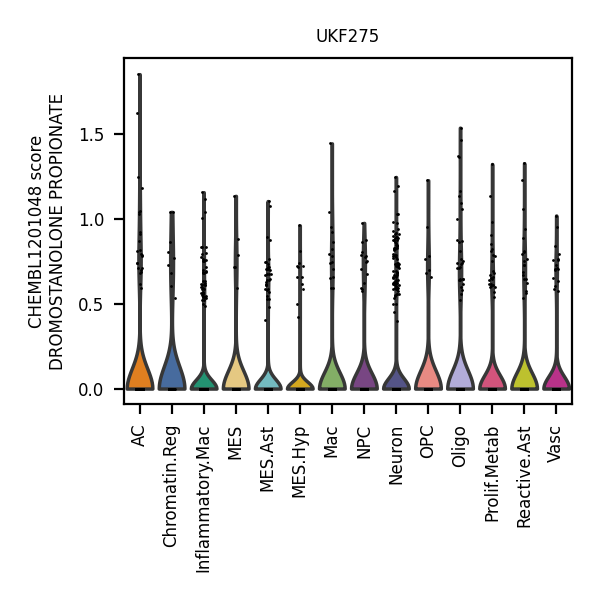 UKF275
CHEMBL1201048 score
DROMOSTANOLONE PROPIONATE
1.5
1.0
0.5
0.0
AC
Chromatin.Reg
Inflammatory.Mac
MES
MES.Ast
MES.Hyp
Mac
NPC
Neuron
OPC
Oligo
Prolif.Metab
Reactive.Ast
Vasc